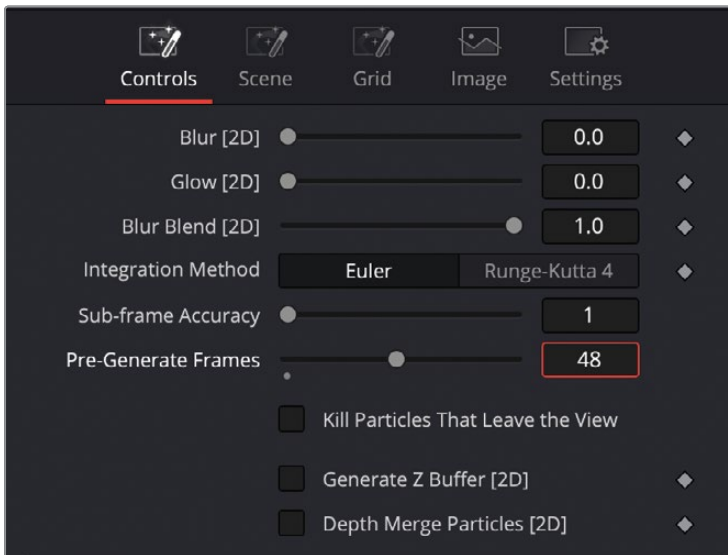 Controls Scene Grid Image Settings
Blur [2D] 0.0
Glow [2D] 0.0
Blur Blend [2D] 1.0
Integration Method Euler Runge-Kutta 4
Sub-frame Accuracy 1
Pre-Generate Frames 48
Kill Particles That Leave the View
Generate Z Buffer [2D]
Depth Merge Particles [2D]